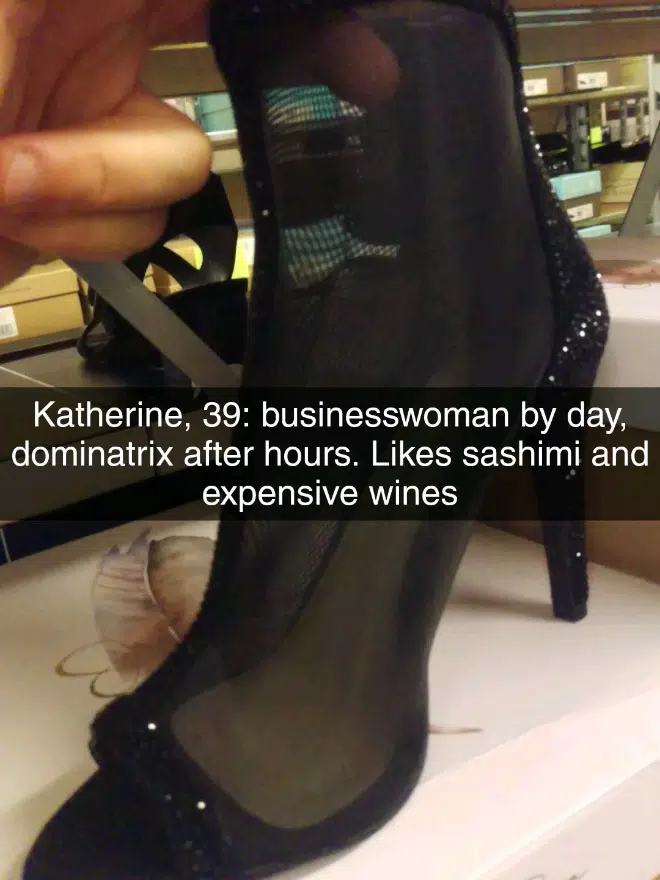 Katherine, 39: businesswoman by day,
dominatrix after hours. Likes sashimi and
expensive wines